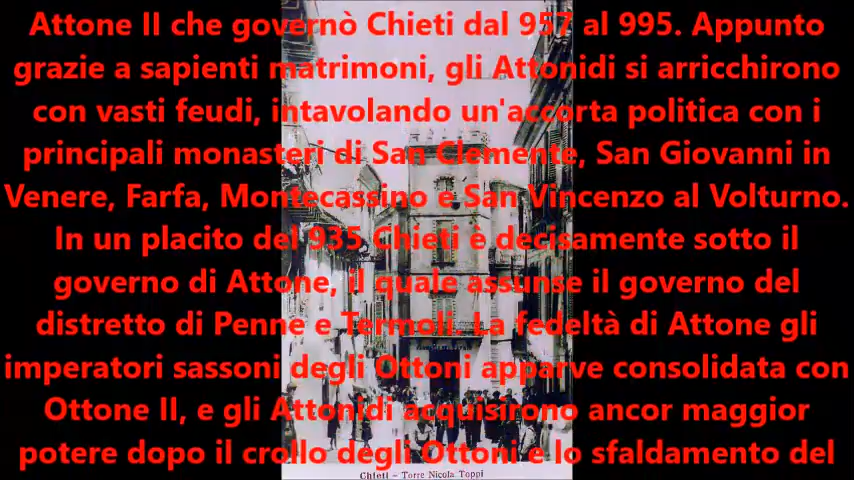 Attone II che governò Chieti dal 957 al 995. Appunto
grazie a sapienti matrimoni, gli Attonidi si arricchirono
con vasti feudi, intavolando un'accorta politica con i
principali monasteri di San Clemente, San Giovanni in
Venere, Farfa, Montecassino e San Vincenzo al Volturno.
In un placito del 935 Chieti è decisamente sotto il
governo di Attone, il quale assunse il governo del
distretto di Penne e Termoli. La fedeltà di Attone gli
imperatori sassoni degli Ottoni apparve consolidata con
Ottone II, e gli Attonidi acquisirono ancor maggior
potere dopo il crollo degli Ottoni e lo sfaldamento del
Chieti - Torre Nicola Toppi